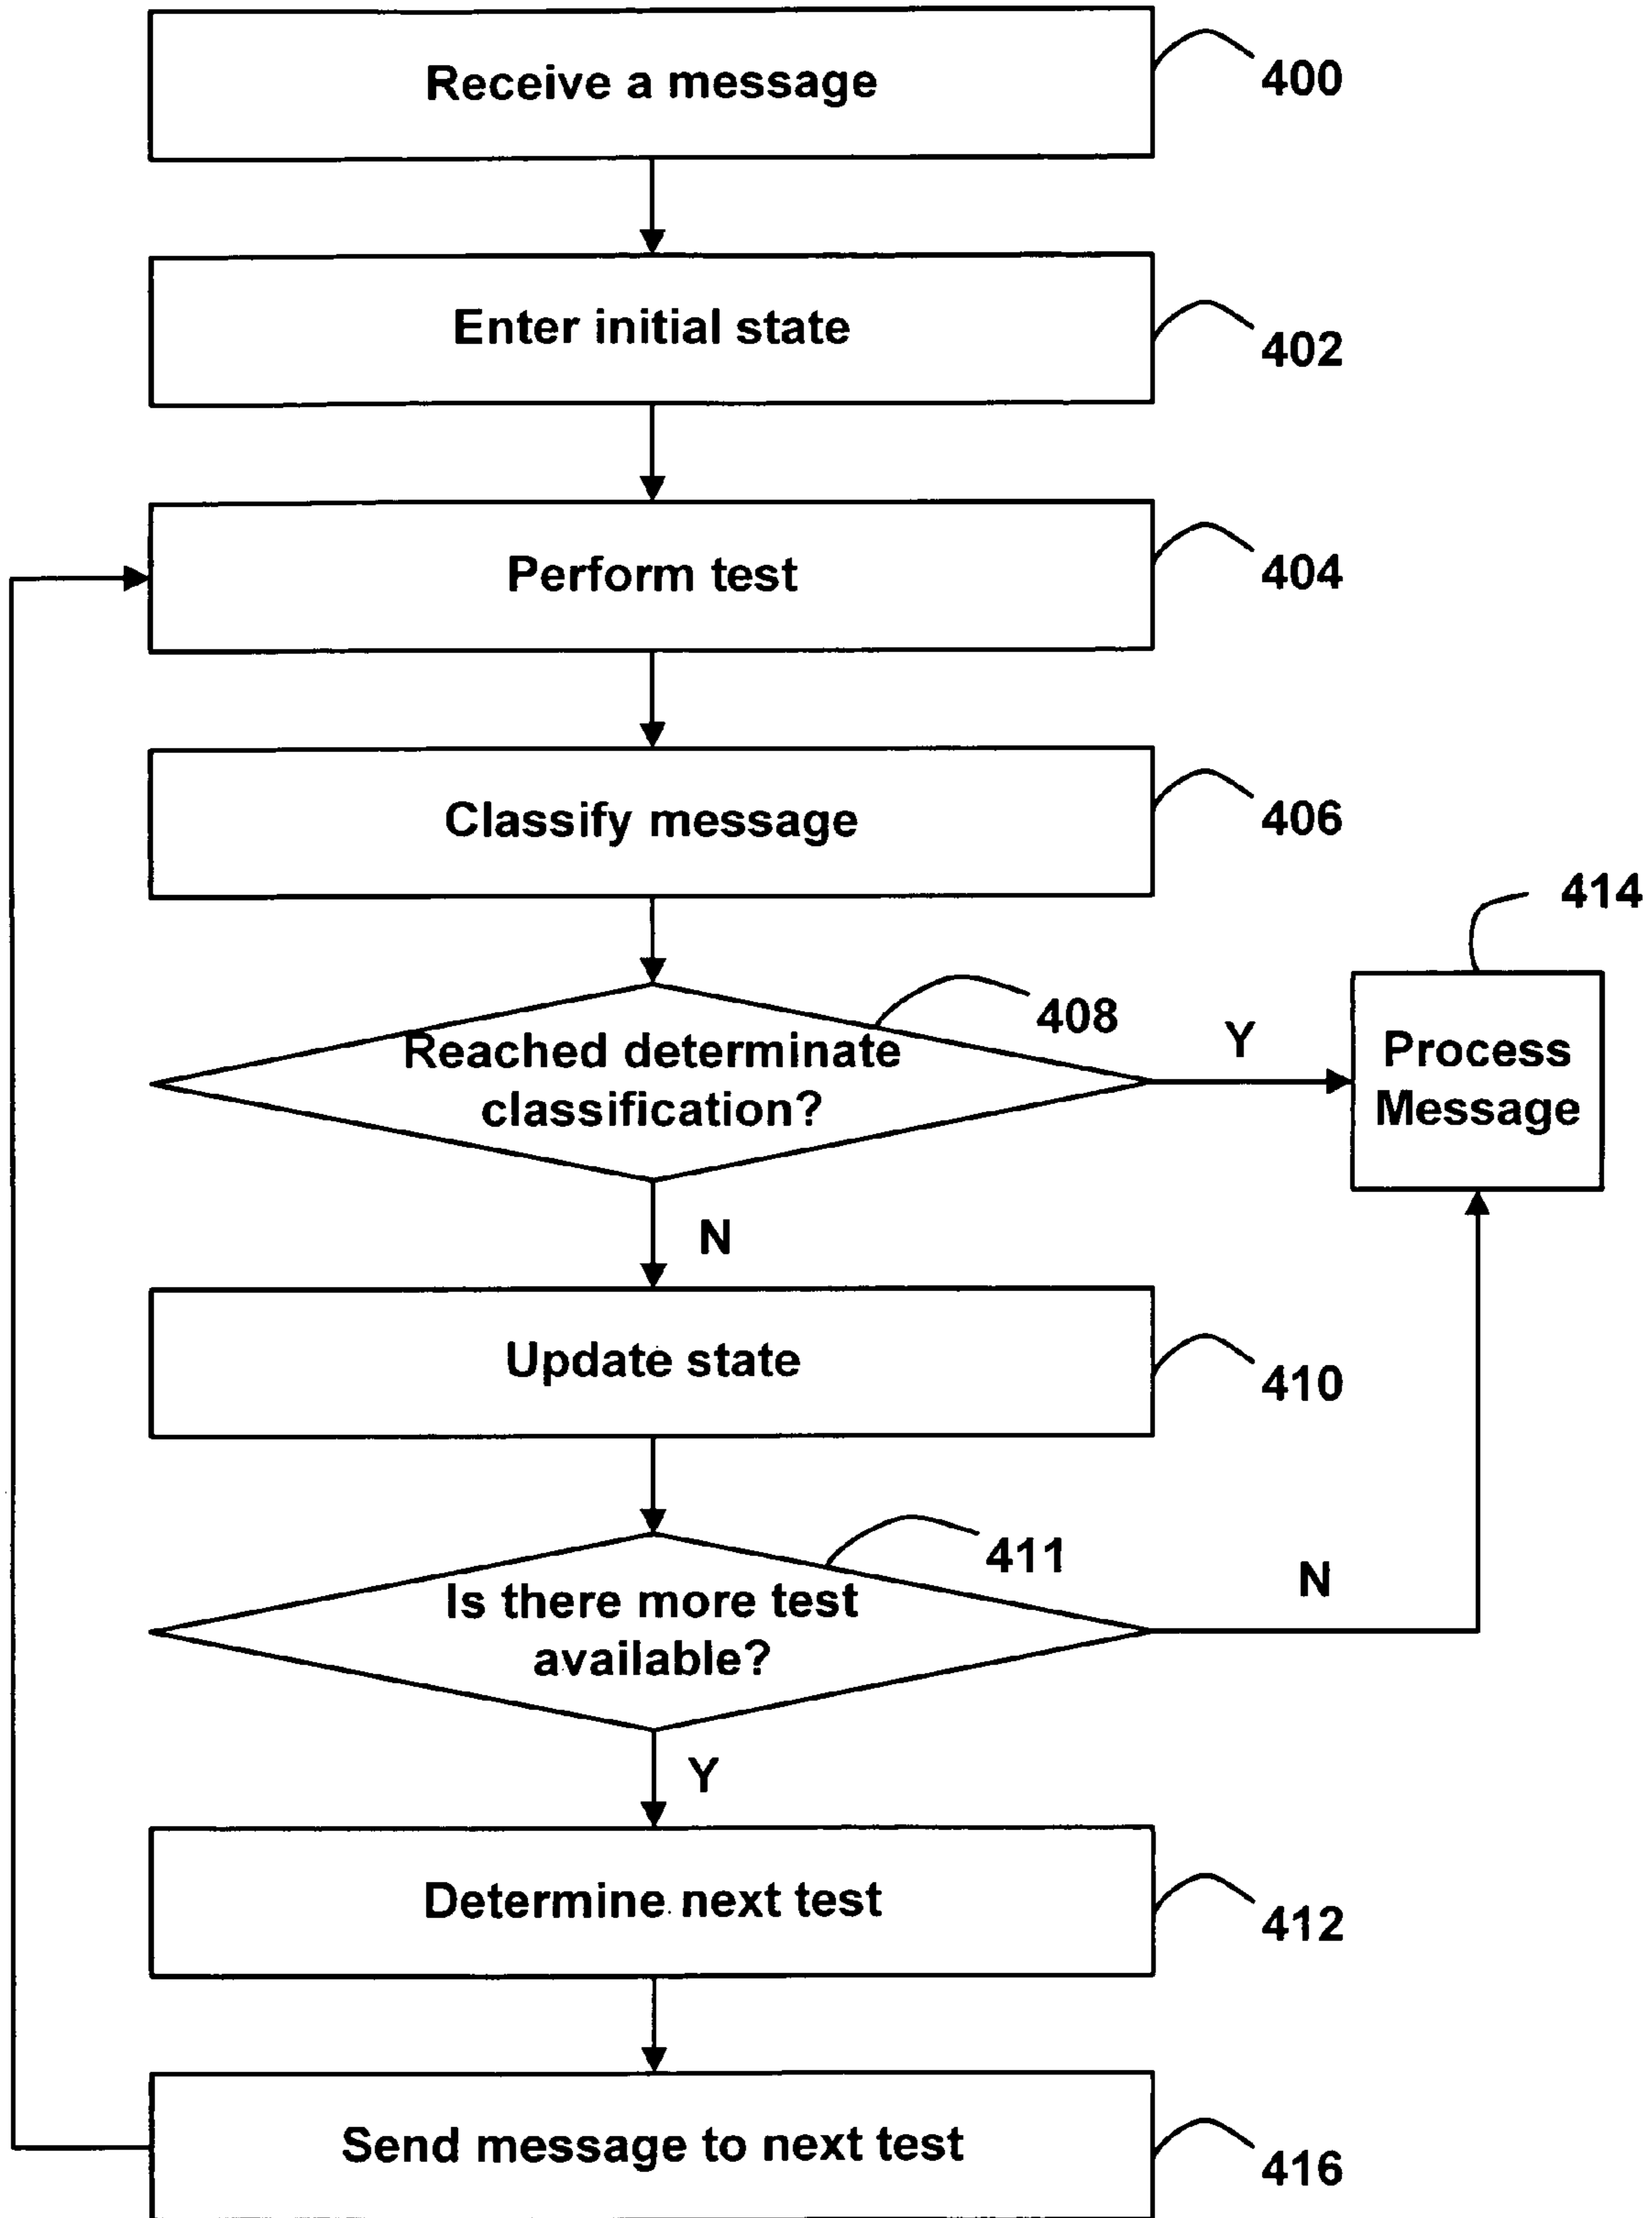 Receive a message
400
Enter initial state
402
Perform test
404
Classify message
406
414
408
Reached determinate
classification?
Y
Process
Message
N
Update state
410
411
Is there more test
available?
N
Y
Determine next test
412
Send message to next test
416